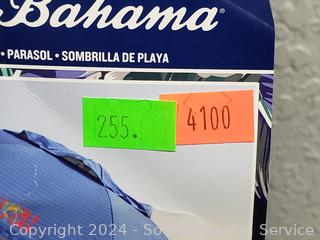 Bahama®
• PARASOL • SOMBRILLA DE PLAYA
255.
4100
Copyright 2024 - So Service